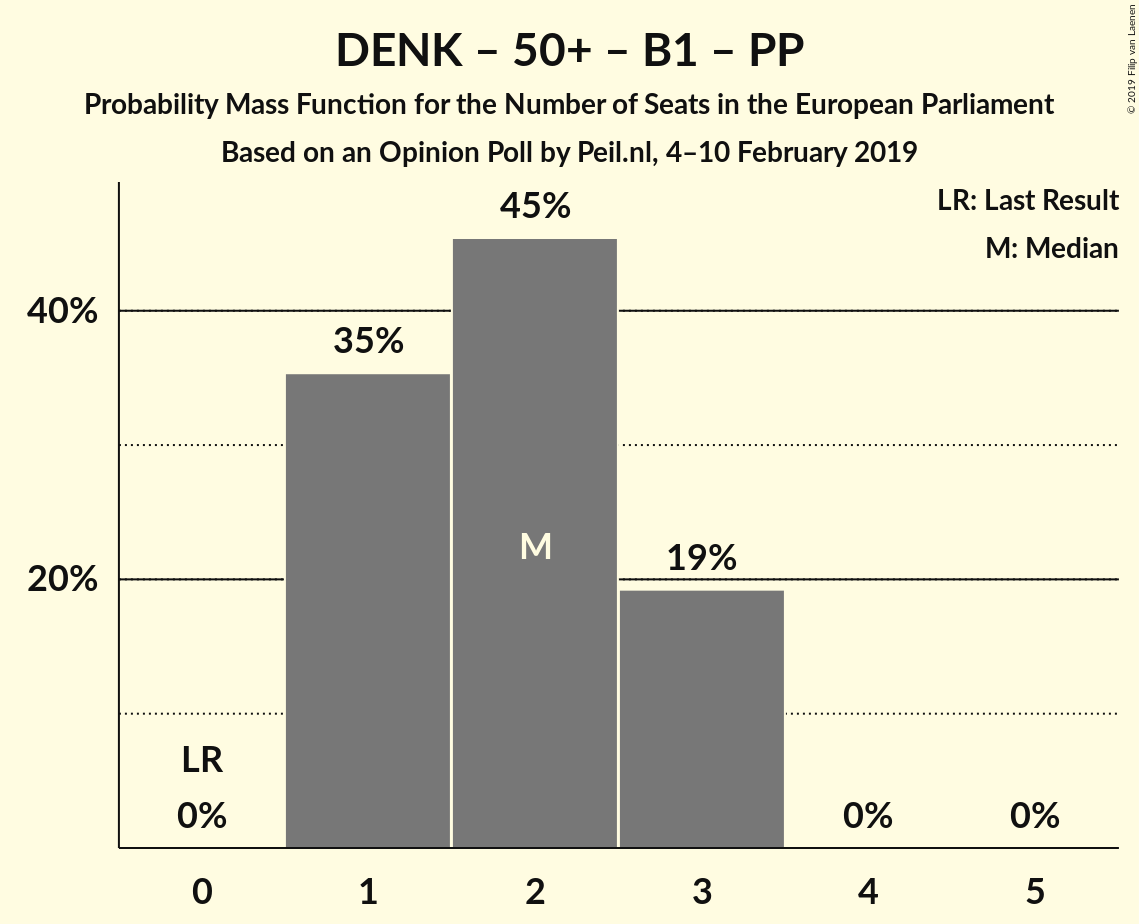 DENK – 50+ – B1 – PP
Probability Mass Function for the Number of Seats in the European Parliament
Based on an Opinion Poll by Peil.nl, 4–10 February 2019
© 2019 Filip van Laenen
LR: Last Result
M: Median
45%
40%
35%
M
19%
20%
LR
0%
0%
0%
0 1 2 3 4 5